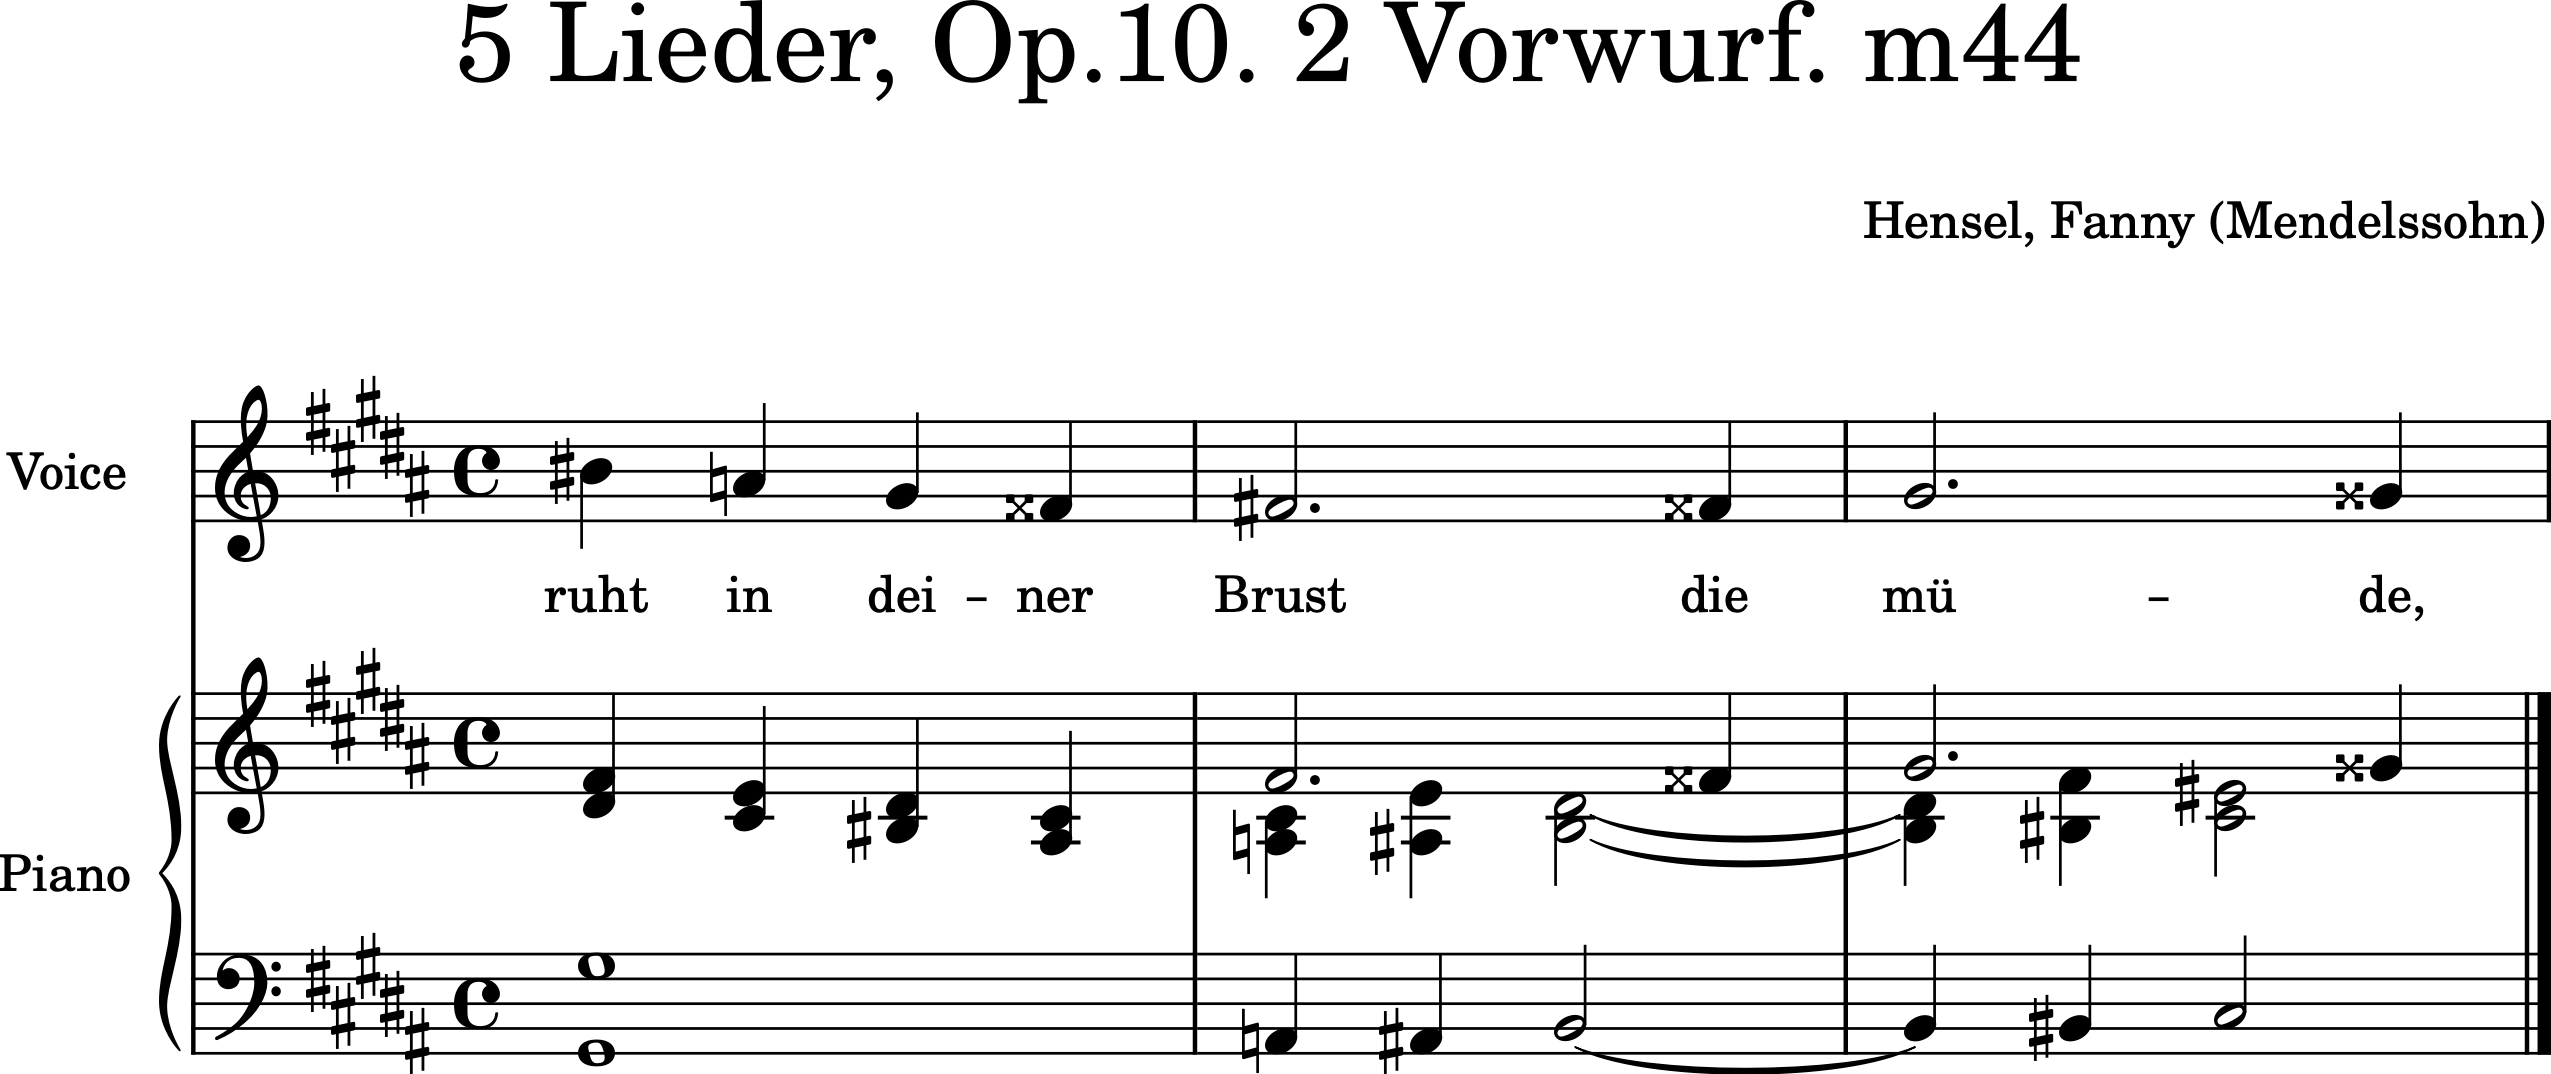 5 Lieder, Op.10. 2 Vorwurf. m44
Hensel, Fanny (Mendelssohn)
Voice
ruht in dei – ner Brust die mü – de,
Piano